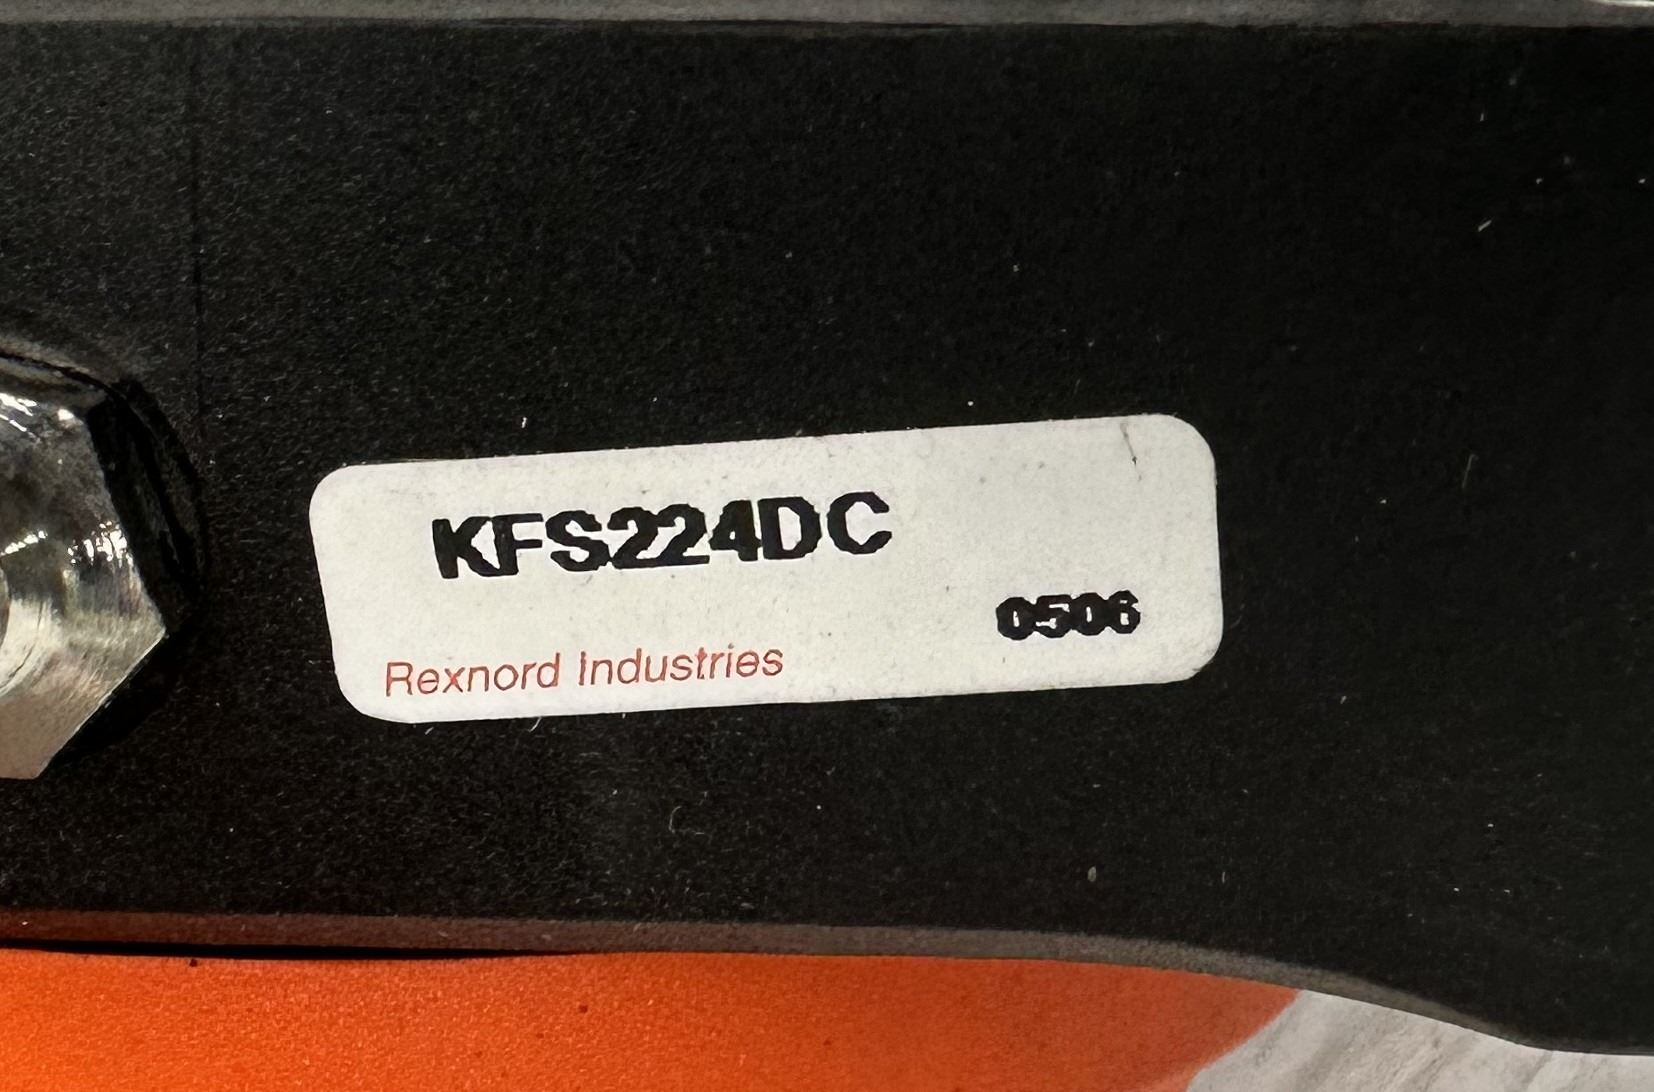 KFS224DC
0506
Rexnord Industries